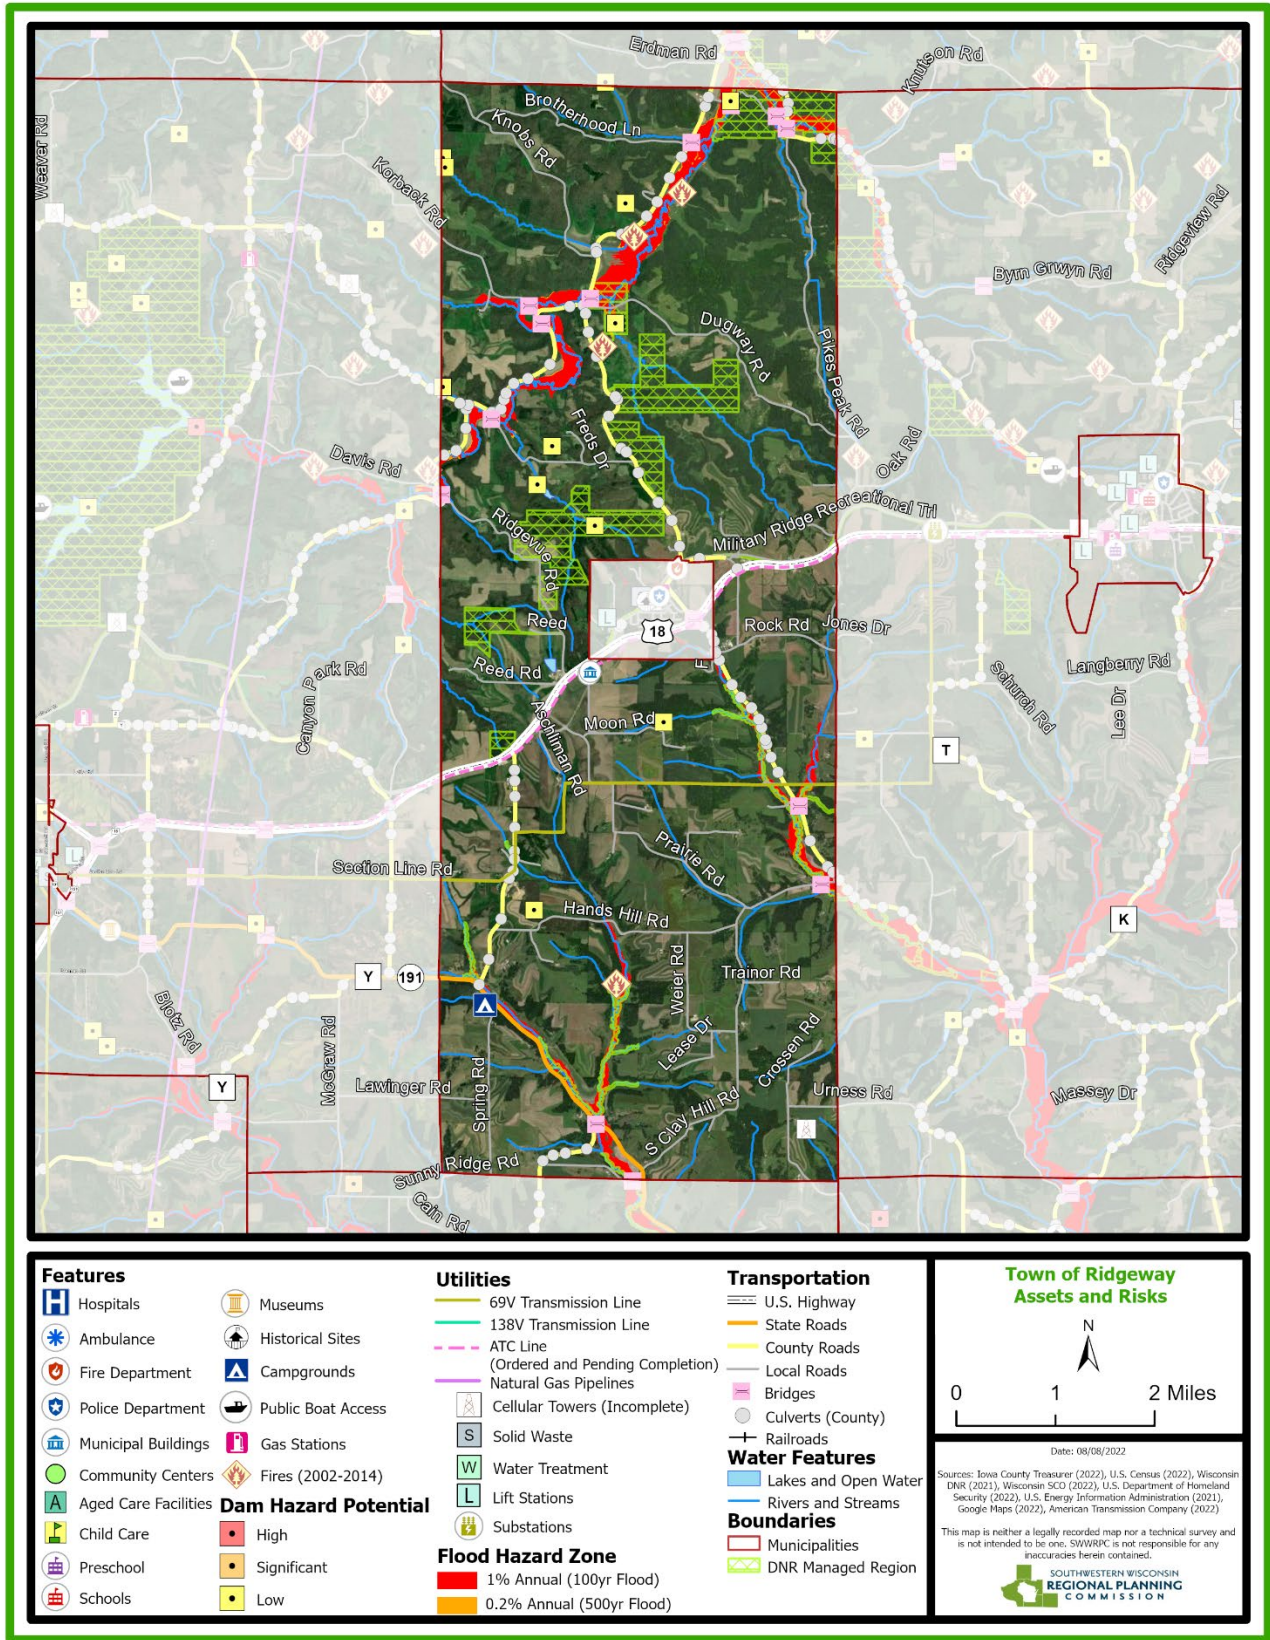 Erdman Rd
Knutson Rd
Brotherhood Ln
Knobs Rd
Weaver Rd
Korback Rd
Ridgeview Rd
Byrn Grwyn Rd
Dugway Rd
Pikes Peak Rd
Freds Dr
Oak Rd
Davis Rd
Military Ridge Recreational Trl
Ridgevue Rd
Reed
18
Rock Rd
Jones Dr
Reed Rd
F
Langberry Rd
Canyon Park Rd
Schurch Rd
Lee Dr
Moon Rd
Aschliman Rd
T
Prairie Rd
Section Line Rd
Hands Hill Rd
K
Y
191
Weier Rd
Trainor Rd
Blotz Rd
McGraw Rd
Lease Dr
Crossen Rd
Y
Lawinger Rd
Spring Rd
Urness Rd
Massey Dr
S Clay Hill Rd
Sunny Ridge Rd
Cain Rd
Features
H Hospitals
Ambulance
Fire Department
Police Department
Municipal Buildings
Community Centers
A Aged Care Facilities
Child Care
Preschool
Schools
Museums
Historical Sites
Campgrounds
Public Boat Access
Gas Stations
Fires (2002-2014)
Dam Hazard Potential
High
Significant
Low
Utilities
69V Transmission Line
138V Transmission Line
ATC Line
(Ordered and Pending Completion)
Natural Gas Pipelines
Cellular Towers (Incomplete)
S Solid Waste
W Water Treatment
L Lift Stations
Substations
Flood Hazard Zone
1% Annual (100yr Flood)
0.2% Annual (500yr Flood)
Transportation
U.S. Highway
State Roads
County Roads
Local Roads
Bridges
Culverts (County)
Railroads
Water Features
Lakes and Open Water
Rivers and Streams
Boundaries
Municipalities
DNR Managed Region
Town of Ridgeway
Assets and Risks
N
0 1 2 Miles
Date: 08/08/2022
Sources: Iowa County Treasurer (2022), U.S. Census (2022), Wisconsin
DNR (2021), Wisconsin SCO (2022), U.S. Department of Homeland
Security (2022), U.S. Energy Information Administration (2021),
Google Maps (2022), American Transmission Company (2022)
This map is neither a legally recorded map nor a technical survey and
is not intended to be one. SWWRPC is not responsible for any
inaccuracies herein contained.
SOUTHWESTERN WISCONSIN
REGIONAL PLANNING
COMMISSION